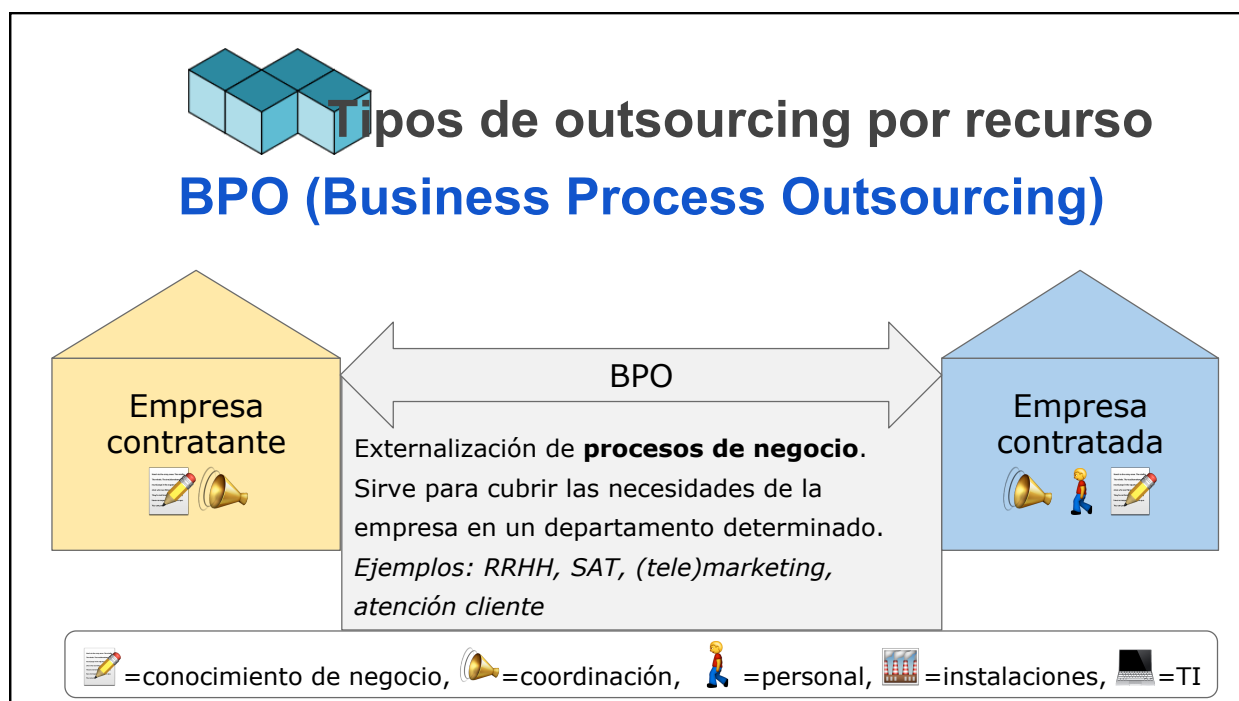 Tipos de outsourcing por recurso
BPO (Business Process Outsourcing)
Empresa
contratante
BPO
Externalización de procesos de negocio.
Sirve para cubrir las necesidades de la
empresa en un departamento determinado.
Ejemplos: RRHH, SAT, (tele)marketing,
atención cliente
Empresa
contratada
=conocimiento de negocio, =coordinación, =personal, =instalaciones, =TI